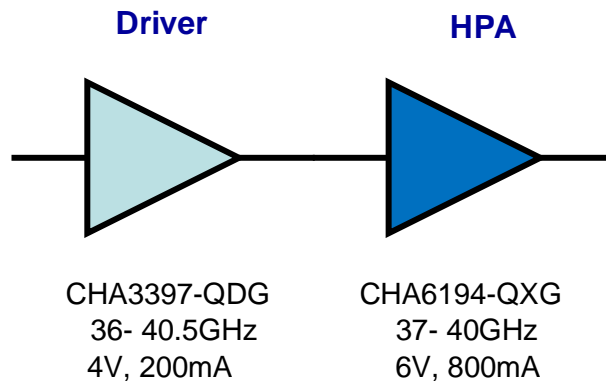 Driver HPA
CHA3397-QDG CHA6194-QXG
36- 40.5GHz 37- 40GHz
4V, 200mA 6V, 800mA